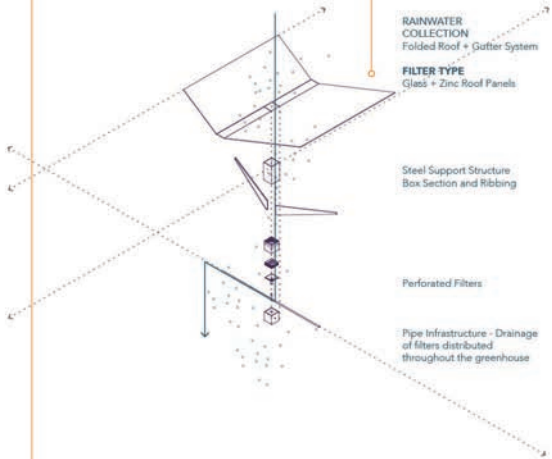 RAINWATER
COLLECTION
Folded Roof + Gutter System
FILTER TYPE
Glass + Zinc Roof Panels
Steel Support Structure
Box Section and Ribbing
Perforated Filters
Pipe Infrastructure - Drainage
of filters distributed
throughout the greenhouse